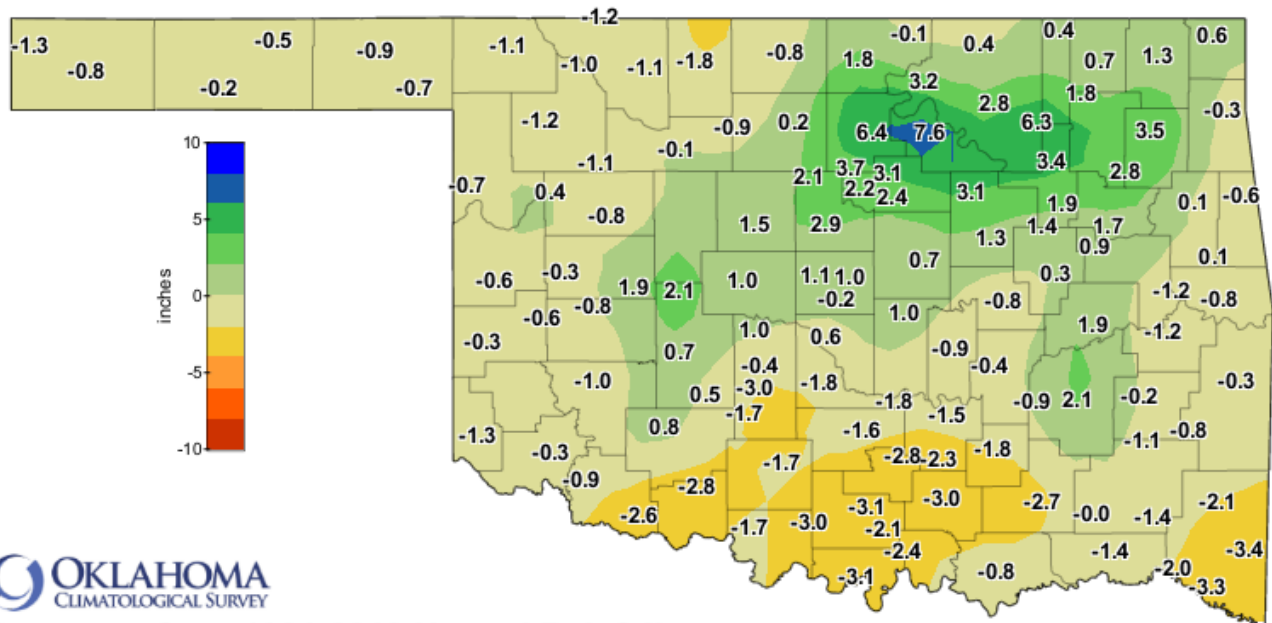 -1.2
-1.3 -0.5 -0.9 -1.1 -0.8 -0.1 0.4 0.4 0.6
-0.8 -0.2 -0.7 -1.0 -1.1 -1.8 1.8 0.7 1.3
3.2 2.8 1.8
-1.2 -0.9 0.2 6.4 7.6 6.3 3.5 -0.3
-1.1 -0.1 3.7 3.1 3.4 2.8
-0.7 0.4 2.1 2.2 2.4 3.1 1.9 0.1 -0.6
-0.8 1.5 2.9 1.3 1.4 1.7
0.9
-0.6 -0.3 1.9 2.1 1.0 1.1 1.0 0.7 0.3 0.1
-0.6 -0.8 -0.2 1.0 -0.8 -1.2 -0.8
-0.3 0.7 1.0 0.6 -0.9 1.9 -1.2
-1.0 0.5 -0.4 -1.8 -0.4 -0.3
-3.0 -1.8 -0.9 2.1 -0.2
-1.3 0.8 -1.7 -1.6 -1.5 -1.1 -0.8
-0.3 -1.7 -2.8 -2.3 -1.8
-0.9 -2.8 -3.0 -2.7 -2.1
-2.6 -1.7 -3.0 -3.1 -0.0 -1.4
-2.1
-2.4 -1.4 -3.4
-3.1 -0.8 -2.0
-3.3
10
5
0
-5
-10
inches
OKLAHOMA
CLIMATOLOGICAL SURVEY